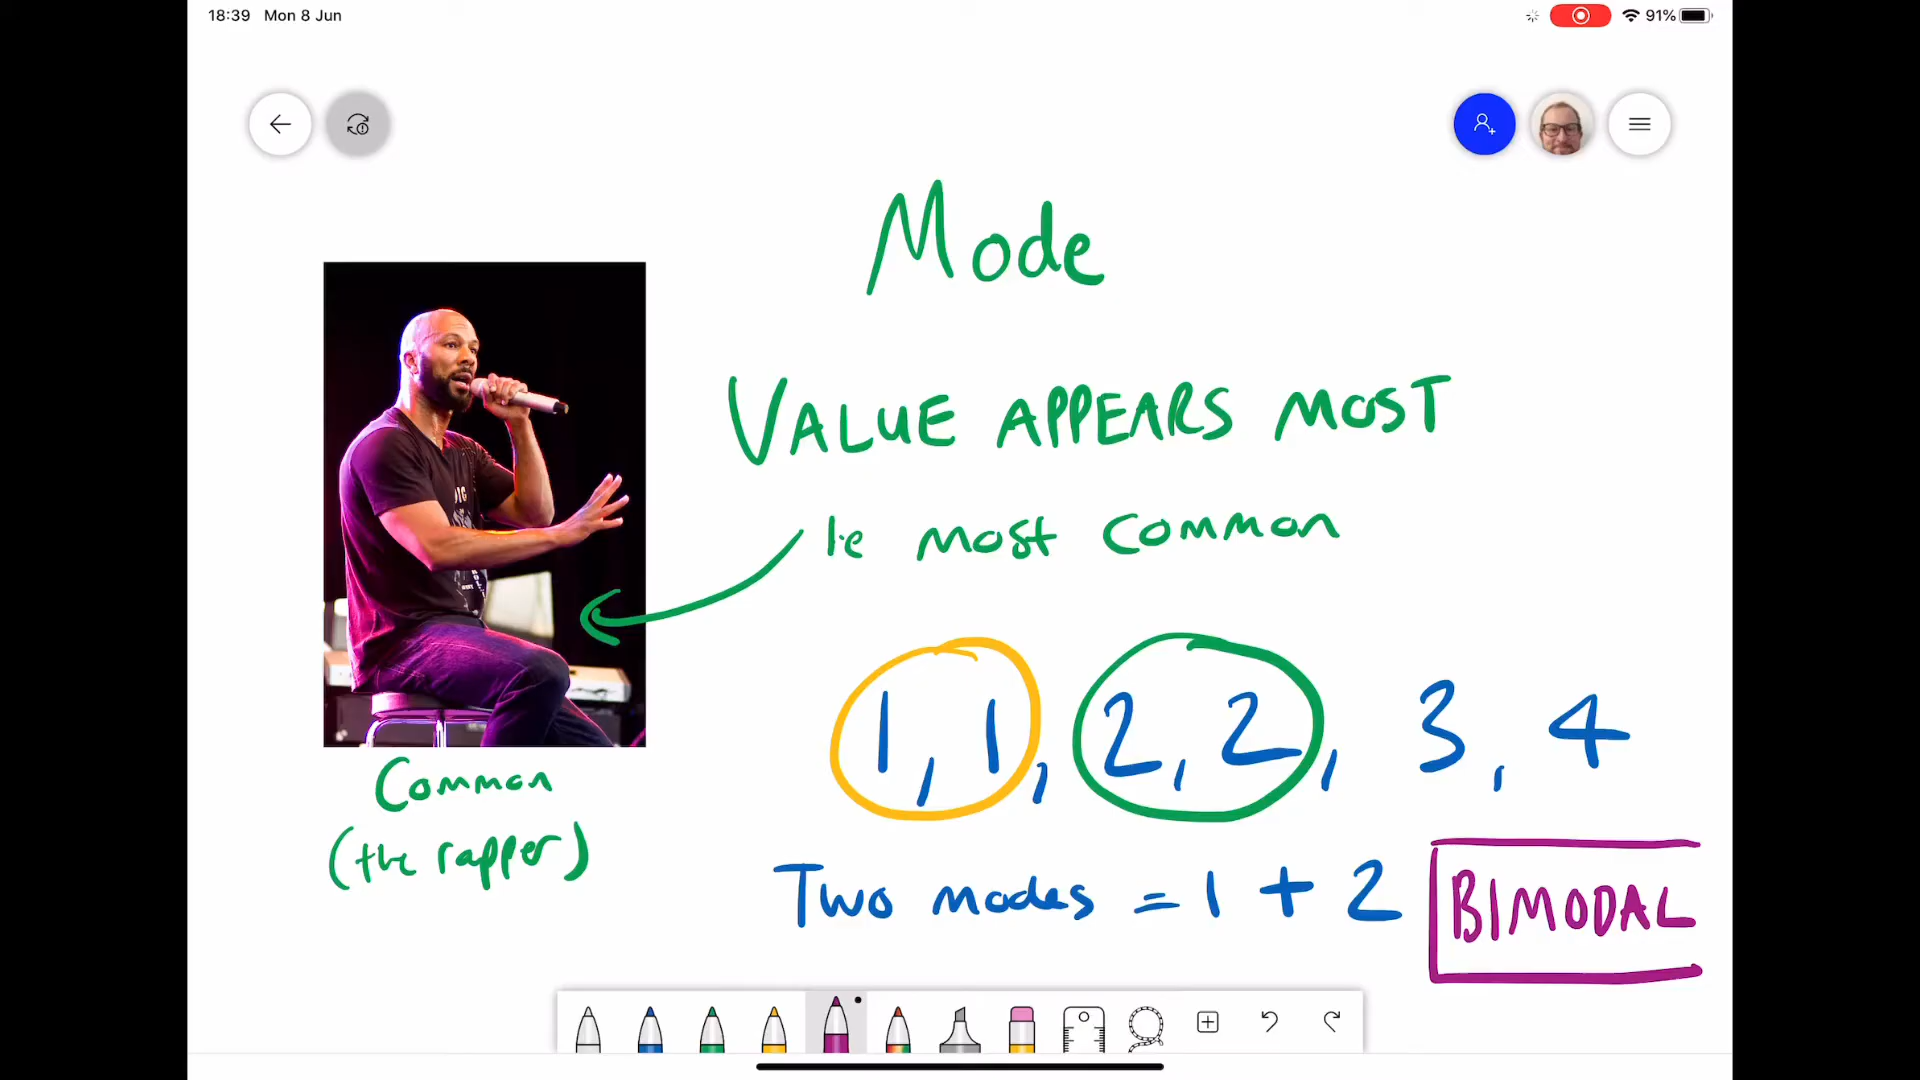 18:39 Mon 8 Jun
91%
Mode
VALUE APPEARS MOST
i.e most common
Common
(the rapper)
1, 1, 2, 2, 3, 4
Two modes = 1 + 2
BIMODAL